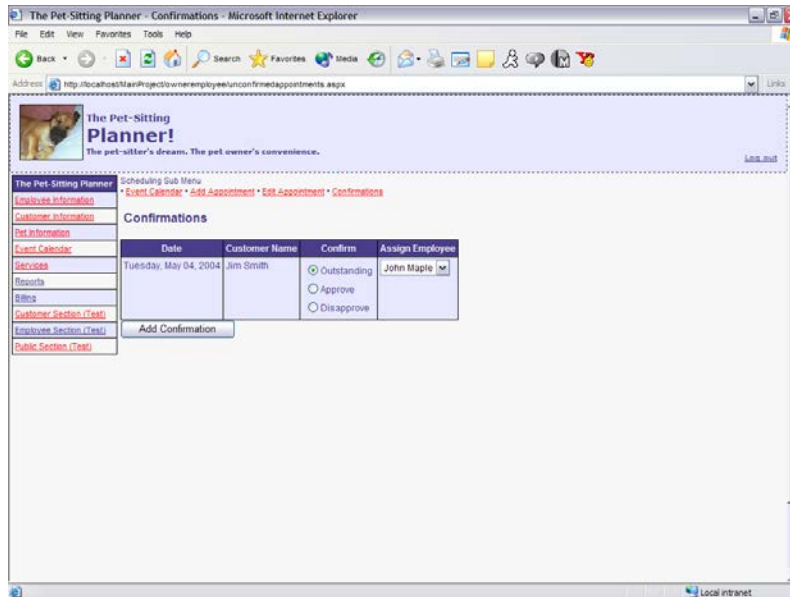 The Pet-Sitting Planner - Confirmations - Microsoft Internet Explorer
File Edit View Favorites Tools Help
Back Search Favorites Media
Address http://localhost/MainProject/owneremployee/unconfirmedappointments.aspx Links
The Pet-Sitting
Planner!
The pet-sitter's dream. The pet owner's convenience.
Log out
The Pet-Sitting Planner
Employee Information
Customer Information
Pet Information
Event Calendar
Services
Reports
Billing
Customer Section (Test)
Employee Section (Test)
Public Section (Test)
Scheduling Sub Menu
• Event Calendar • Add Appointment • Edit Appointment • Confirmations
Confirmations
Date Customer Name Confirm Assign Employee
Tuesday, May 04, 2004 Jim Smith Outstanding John Maple
Approve
Disapprove
Add Confirmation
Local intranet